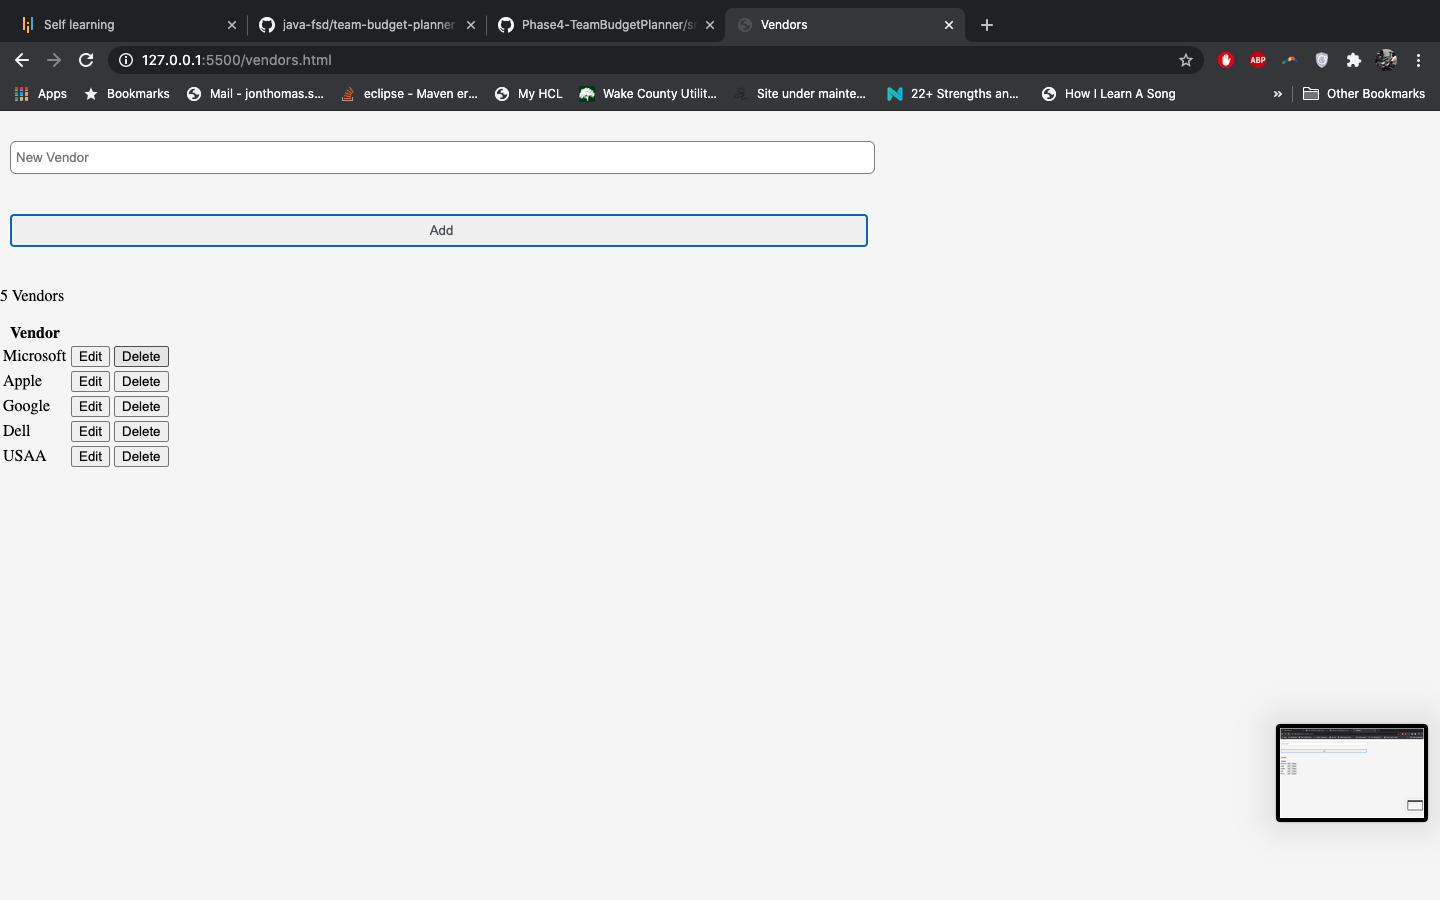 Self learning
java-fsd/team-budget-planner
Phase4-TeamBudgetPlanner/s
Vendors
127.0.0.1:5500/vendors.html
ABP
Apps
Bookmarks
Mail - jonthomas.s...
eclipse - Maven er...
My HCL
Wake County Utilit...
Site under mainte...
22+ Strengths an...
How I Learn A Song
»
Other Bookmarks
New Vendor
Add
5 Vendors
Vendor
Microsoft Edit Delete
Apple Edit Delete
Google Edit Delete
Dell Edit Delete
USAA Edit Delete